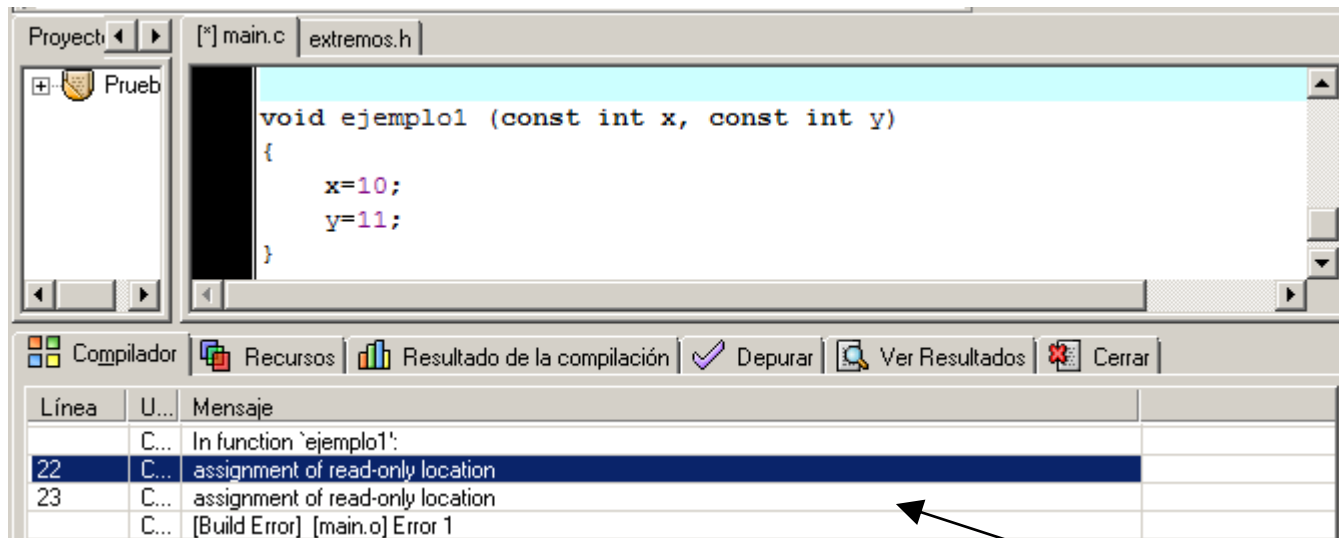 Proyect [*] main.c extremos.h
Prueb
void ejemplo1 (const int x, const int y)
{
x=10;
y=11;
}
Compilador Recursos Resultado de la compilación Depurar Ver Resultados Cerrar
Línea U... Mensaje
C... In function `ejemplo1':
22 C... assignment of read-only location
23 C... assignment of read-only location
C... [Build Error] [main.o] Error 1